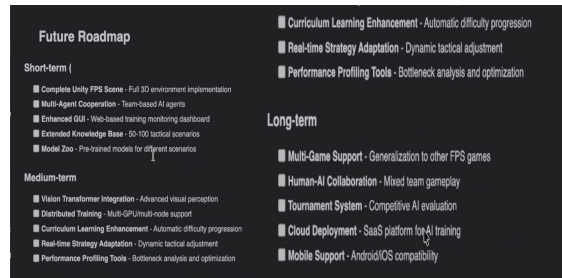 Future Roadmap
Short-term (
Complete Unity FPS Scene - Full 3D environment implementation
Multi-Agent Cooperation - Team-based AI agents
Enhanced GUI - Web-based training monitoring dashboard
Extended Knowledge Base - 50-100 tactical scenarios
Model Zoo - Pre-trained models for different scenarios
Medium-term
Vision Transformer Integration - Advanced visual perception
Distributed Training - Multi-GPU/multi-node support
Curriculum Learning Enhancement - Automatic difficulty progression
Real-time Strategy Adaptation - Dynamic tactical adjustment
Performance Profiling Tools - Bottleneck analysis and optimization
Curriculum Learning Enhancement - Automatic difficulty progression
Real-time Strategy Adaptation - Dynamic tactical adjustment
Performance Profiling Tools - Bottleneck analysis and optimization
Long-term
Multi-Game Support - Generalization to other FPS games
Human-AI Collaboration - Mixed team gameplay
Tournament System - Competitive AI evaluation
Cloud Deployment - SaaS platform for AI training
Mobile Support - Android/iOS compatibility